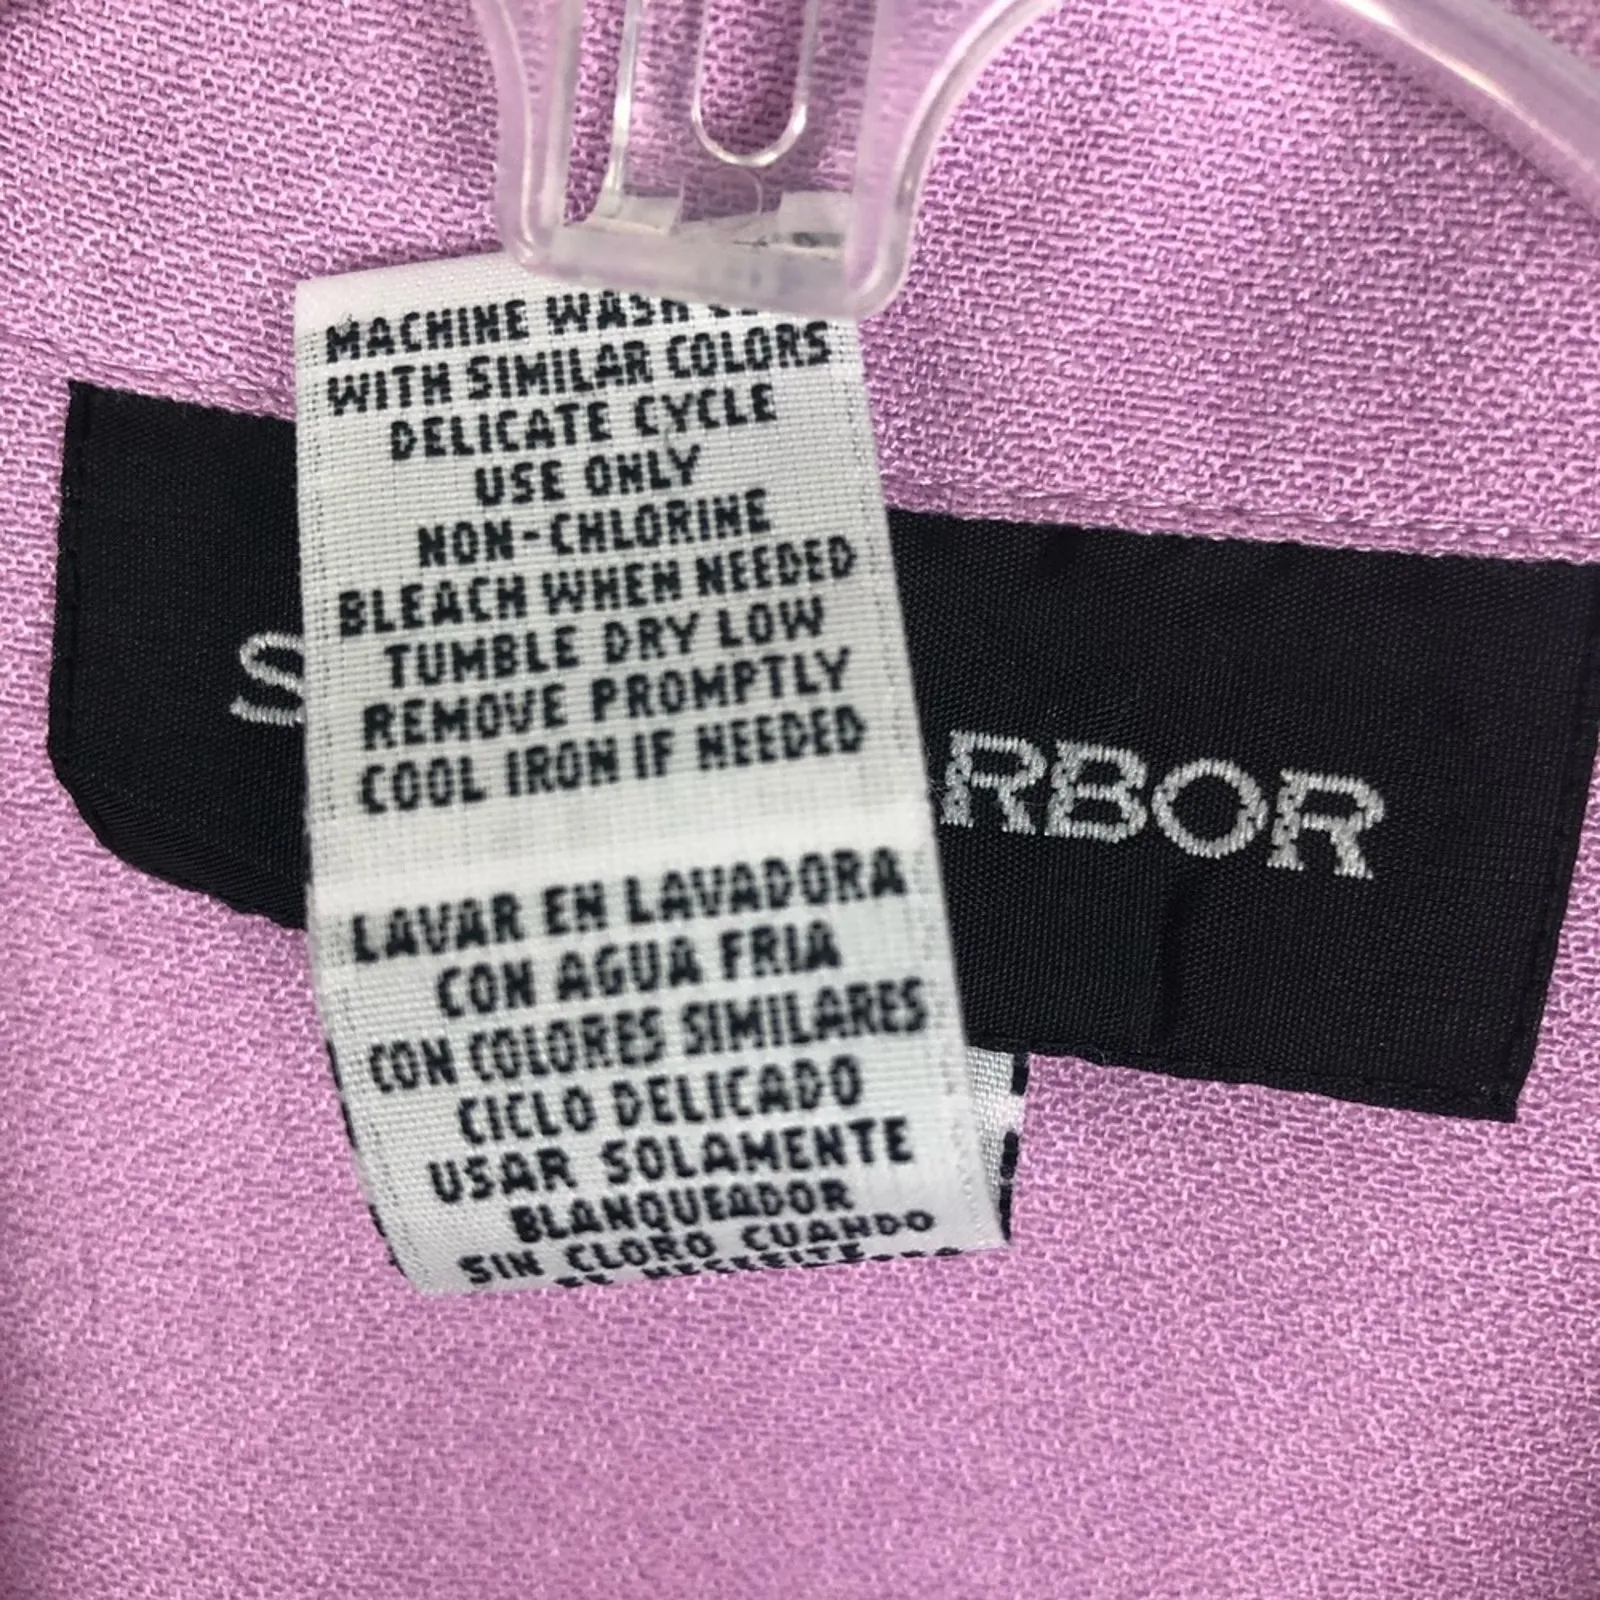 MACHINE WASH
WITH SIMILAR COLORS
DELICATE CYCLE
USE ONLY
NON-CHLORINE
BLEACH WHEN NEEDED
TUMBLE DRY LOW
REMOVE PROMPTLY
COOL IRON IF NEEDED
LAVAR EN LAVADORA
CON AGUA FRIA
CON COLORES SIMILARES
CICLO DELICADO
USAR SOLAMENTE
BLANQUEADOR
SIN CLORO CUANDO
SE NECESITE
S RBOR